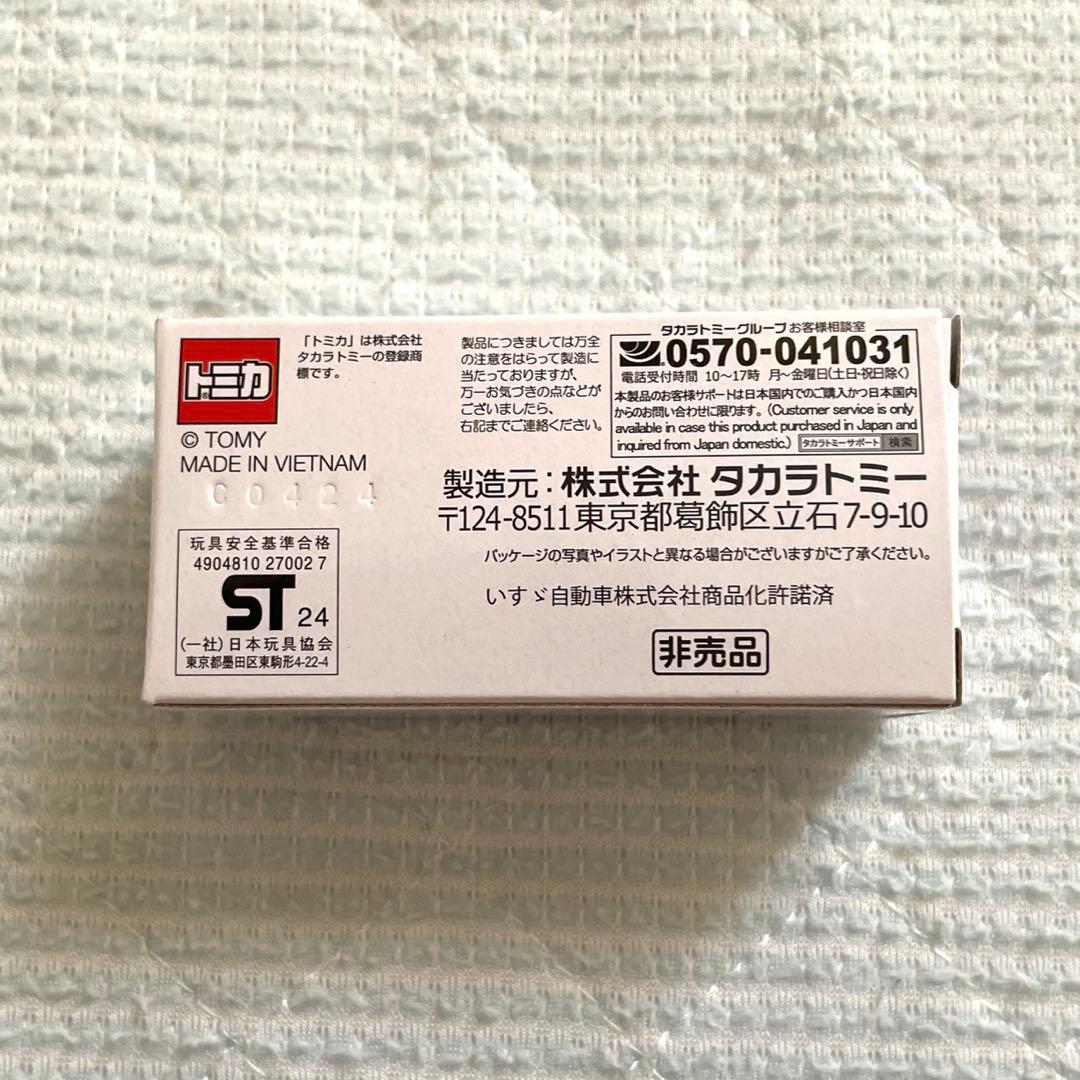 トミカ®
「トミカ」は株式会社
タカラトミーの登録商
標です。
© TOMY
MADE IN VIETNAM
C0424
玩具安全基準合格
4904810 27002 7
ST 24
(一社)日本玩具協会
東京都墨田区東駒形4-22-4
製品につきましては万全
の注意をはらって製造に
当たっておりますが、
万一お気づきの点などが
ございましたら、
右記までご連絡ください。
タカラトミーグループ お客様相談室
0570-041031
電話受付時間 10〜17時 月〜金曜日(土日・祝日除く)
本製品のお客様サポートは日本国内でのご購入かつ日本国内
からのお問い合わせに限ります。(Customer service is only
available in case this product purchased in Japan and
inquired from Japan domestic.) タカラトミーサポート 検索
製造元:株式会社 タカラトミー
〒124-8511東京都葛飾区立石7-9-10
パッケージの写真やイラストと異なる場合がございますがご了承ください。
いすゞ自動車株式会社商品化許諾済
非売品